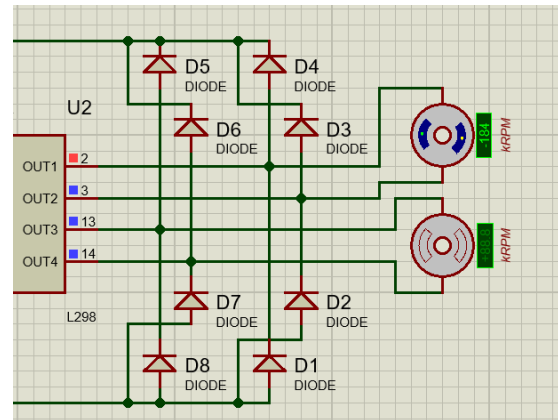 D5
DIODE
D4
DIODE
U2
D6
DIODE
D3
DIODE
-184
kRPM
OUT1
2
OUT2
3
OUT3
13
OUT4
14
+88.8
kRPM
D7
DIODE
D2
DIODE
L298
D8
DIODE
D1
DIODE